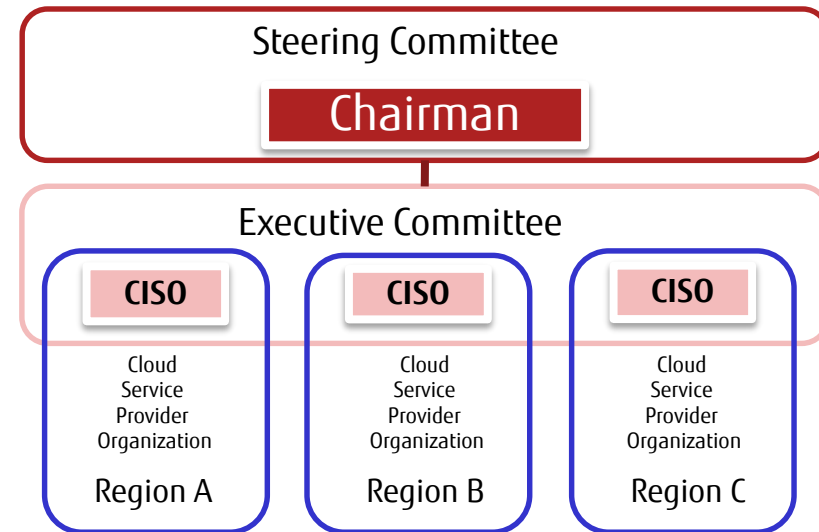 Steering Committee
Chairman
Executive Committee
CISO
Cloud
Service
Provider
Organization
Region A
CISO
Cloud
Service
Provider
Organization
Region B
CISO
Cloud
Service
Provider
Organization
Region C